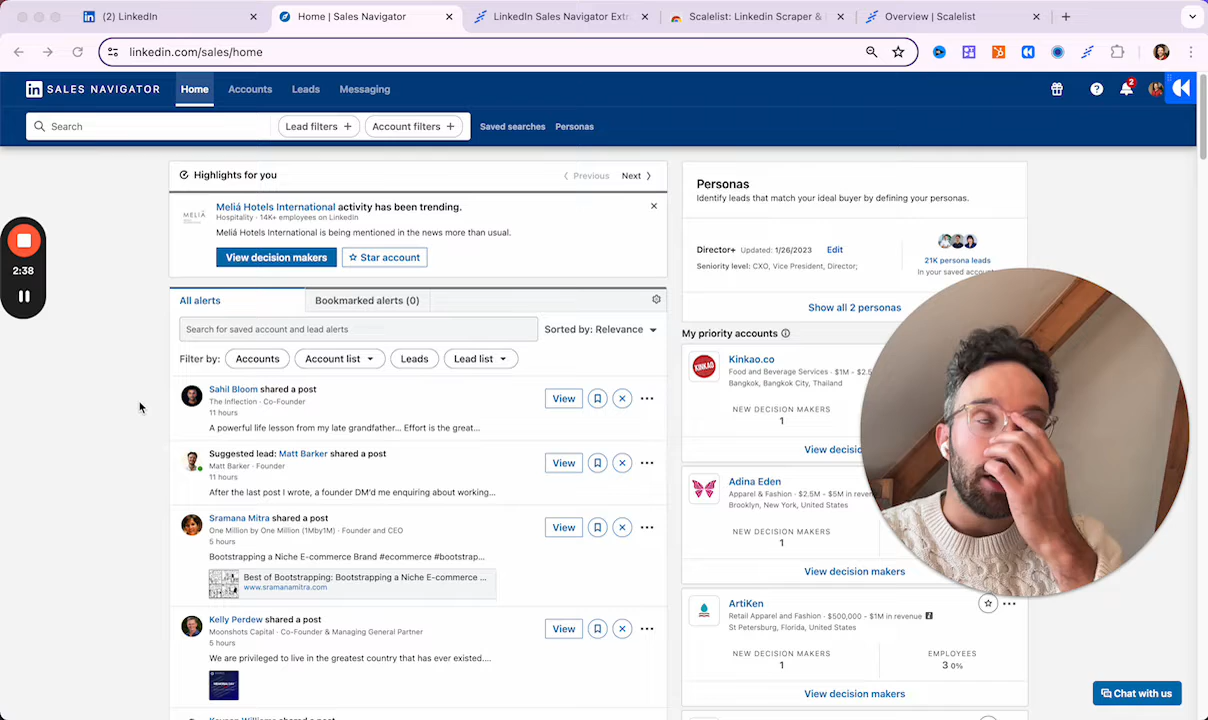 (2) LinkedIn
Home | Sales Navigator
LinkedIn Sales Navigator Extr
Scalelist: Linkedin Scraper &
Overview | Scalelist
linkedin.com/sales/home
in SALES NAVIGATOR
Home
Accounts
Leads
Messaging
2
Search
Lead filters +
Account filters +
Saved searches
Personas
Highlights for you
Previous
Next
MELIÁ
Meliá Hotels International activity has been trending.
Hospitality · 14K+ employees on LinkedIn
Meliá Hotels International is being mentioned in the news more than usual.
View decision makers
Star account
All alerts
Bookmarked alerts (0)
Search for saved account and lead alerts
Sorted by: Relevance
Filter by:
Accounts
Account list
Leads
Lead list
Sahil Bloom shared a post
The Inflection · Co-Founder
11 hours
A powerful life lesson from my late grandfather... Effort is the great...
View
Suggested lead: Matt Barker shared a post
Matt Barker · Founder
11 hours
After the last post I wrote, a founder DM'd me enquiring about working...
View
Sramana Mitra shared a post
One Million by One Million (1Mby1M) · Founder and CEO
5 hours
Bootstrapping a Niche E-commerce Brand #ecommerce #bootstrap...
Best of Bootstrapping: Bootstrapping a Niche E-commerce ...
www.sramanamitra.com
View
Kelly Perdew shared a post
Moonshots Capital · Co-Founder & Managing General Partner
5 hours
We are privileged to live in the greatest country that has ever existed....
View
2:38
Personas
Identify leads that match your ideal buyer by defining your personas.
Director+ Updated: 1/26/2023 Edit
Seniority level: CXO, Vice President, Director;
21K persona leads
In your saved accou
Show all 2 personas
My priority accounts
KINKAO
Kinkao.co
Food and Beverage Services · $1M - $2.5
Bangkok, Bangkok City, Thailand
NEW DECISION MAKERS
1
View decisi
Adina Eden
Apparel & Fashion · $2.5M - $5M in reven
Brooklyn, New York, United States
NEW DECISION MAKERS
1
View decision makers
ArtiKen
Retail Apparel and Fashion · $500,000 - $1M in revenue
St Petersburg, Florida, United States
NEW DECISION MAKERS
1
EMPLOYEES
3 0%
View decision makers
Chat with us